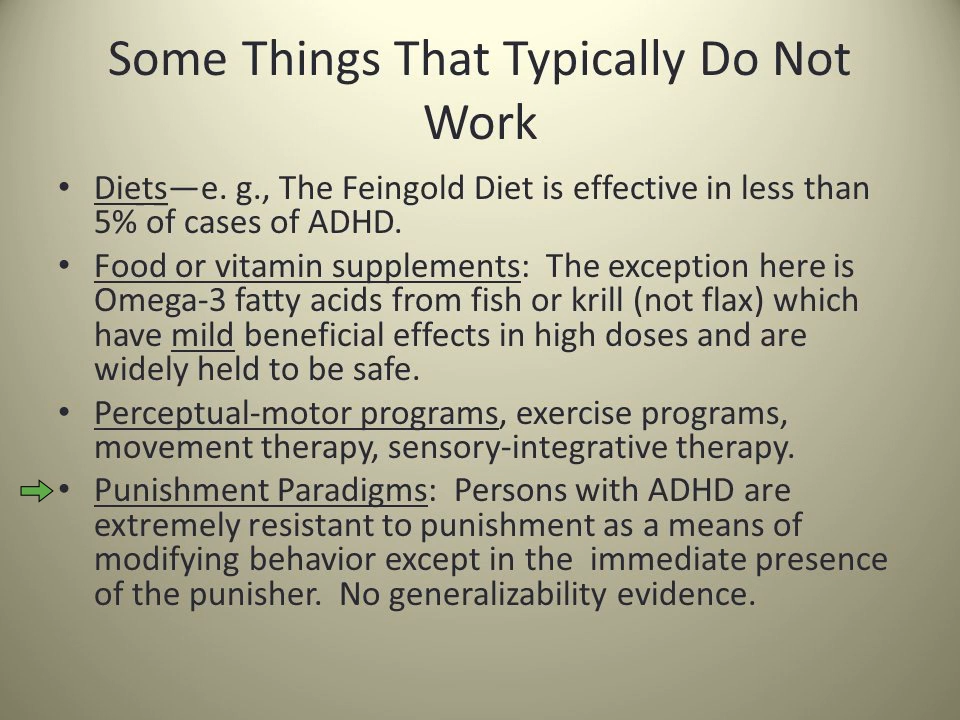 Some Things That Typically Do Not
Work
• Diets—e. g., The Feingold Diet is effective in less than
5% of cases of ADHD.
• Food or vitamin supplements:  The exception here is
Omega-3 fatty acids from fish or krill (not flax) which
have mild beneficial effects in high doses and are
widely held to be safe.
• Perceptual-motor programs, exercise programs,
movement therapy, sensory-integrative therapy.
• Punishment Paradigms:  Persons with ADHD are
extremely resistant to punishment as a means of
modifying behavior except in the  immediate presence
of the punisher.  No generalizability evidence.